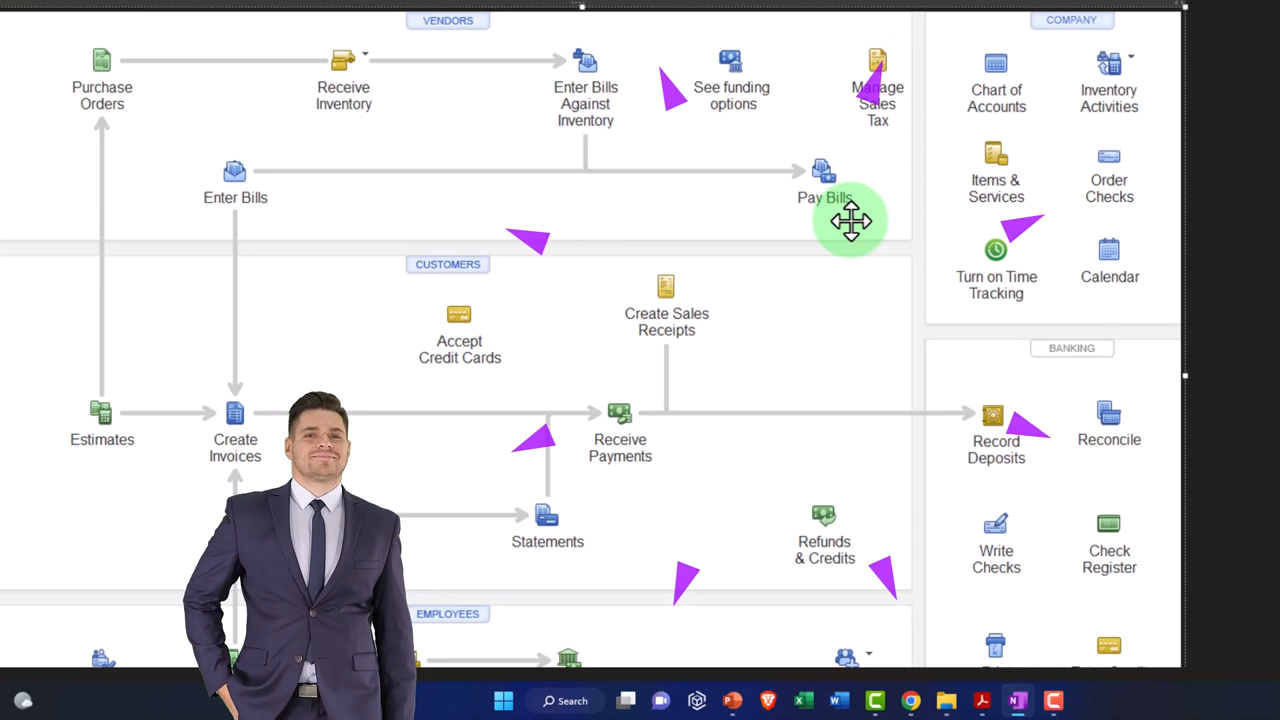 VENDORS
COMPANY
Purchase
Orders
Receive
Inventory
Enter Bills
Against
Inventory
See funding
options
Manage
Sales
Tax
Chart of
Accounts
Inventory
Activities
Enter Bills
Pay Bills
Items &
Services
Order
Checks
Turn on Time
Tracking
Calendar
CUSTOMERS
Create Sales
Receipts
Accept
Credit Cards
BANKING
Estimates
Create
Invoices
Receive
Payments
Record
Deposits
Reconcile
Statements
Refunds
& Credits
Write
Checks
Check
Register
EMPLOYEES
Search